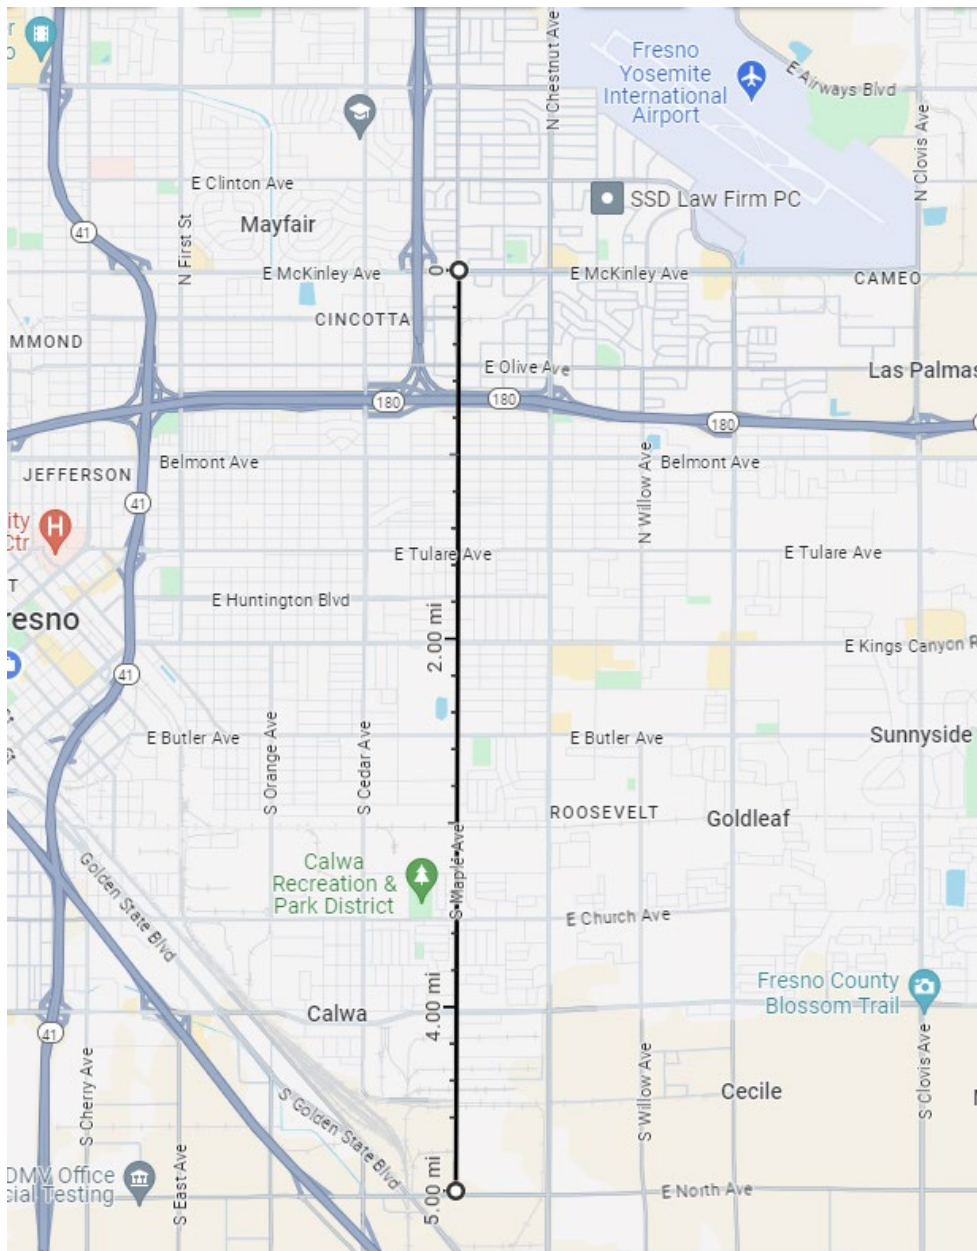 Fresno
Yosemite
International
Airport
E Airways Blvd
N Chestnut Ave
N Clovis Ave
E Clinton Ave
SSD Law Firm PC
Mayfair
41
N First St
0
E McKinley Ave
E McKinley Ave
CAMEO
CINCOTTA
MMOND
E Olive Ave
Las Palmas
180
180
180
Belmont Ave
Belmont Ave
JEFFERSON
N Willow Ave
41
H
ity
Ctr
E Tulare Ave
E Tulare Ave
T
E Huntington Blvd
resno
2.00 mi
E Kings Canyon R
41
E Butler Ave
S Orange Ave
S Cedar Ave
E Butler Ave
Sunnyside
ROOSEVELT
Goldleaf
Calwa
Recreation &
Park District
S Maple Ave
Golden State Blvd
E Church Ave
4.00 mi
Fresno County
Blossom Trail
Calwa
41
S Cherry Ave
S Willow Ave
S Clovis Ave
Cecile
S Golden State Blvd
DMV Office
cial Testing
S East Ave
5.00 mi
E North Ave